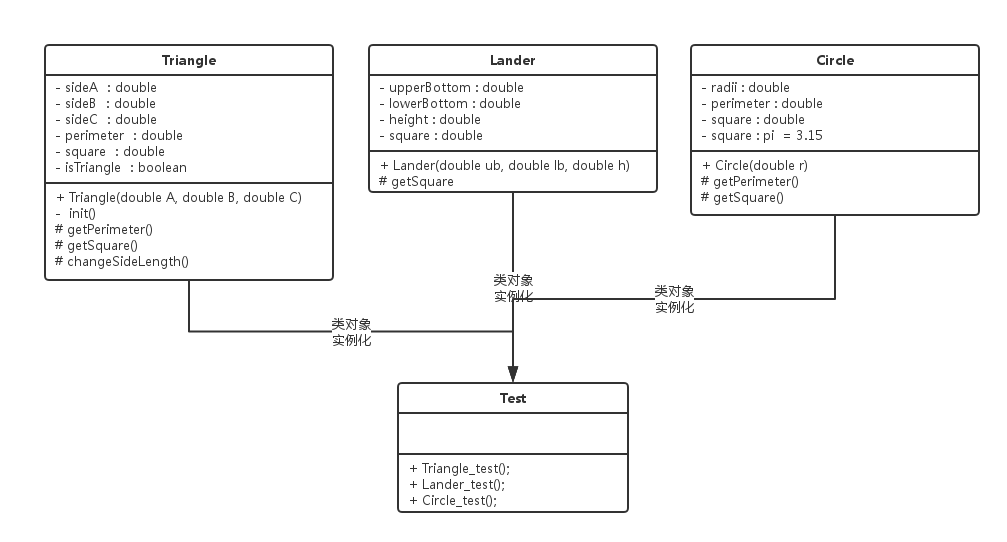 Triangle
- sideA : double
- sideB : double
- sideC : double
- perimeter : double
- square : double
- isTriangle : boolean
+ Triangle(double A, double B, double C)
- init()
# getPerimeter()
# getSquare()
# changeSideLength()
Lander
- upperBottom : double
- lowerBottom : double
- height : double
- square : double
+ Lander(double ub, double lb, double h)
# getSquare
Circle
- radii : double
- perimeter : double
- square : double
- square : pi = 3.15
+ Circle(double r)
# getPerimeter()
# getSquare()
类对象
实例化
类对象
实例化
类对象
实例化
Test
+ Triangle_test();
+ Lander_test();
+ Circle_test();